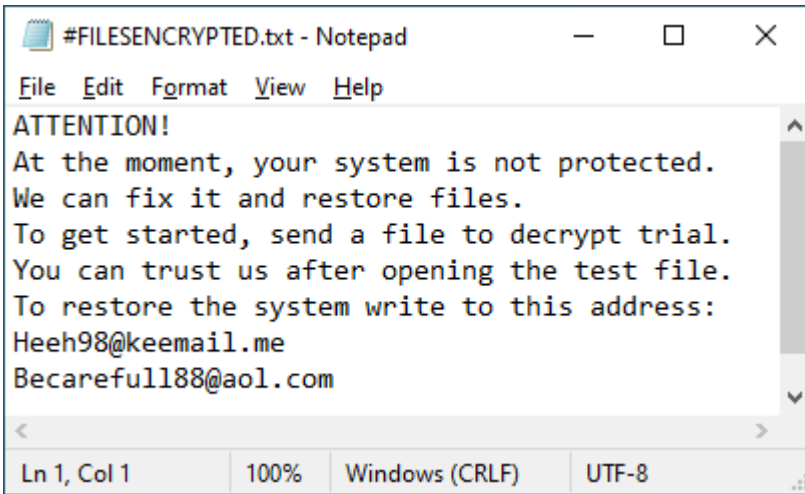 #FILESENCRYPTED.txt - Notepad
File Edit Format View Help
ATTENTION!
At the moment, your system is not protected.
We can fix it and restore files.
To get started, send a file to decrypt trial.
You can trust us after opening the test file.
To restore the system write to this address:
Heeh98@keemail.me
Becarefull88@aol.com
Ln 1, Col 1 100% Windows (CRLF) UTF-8